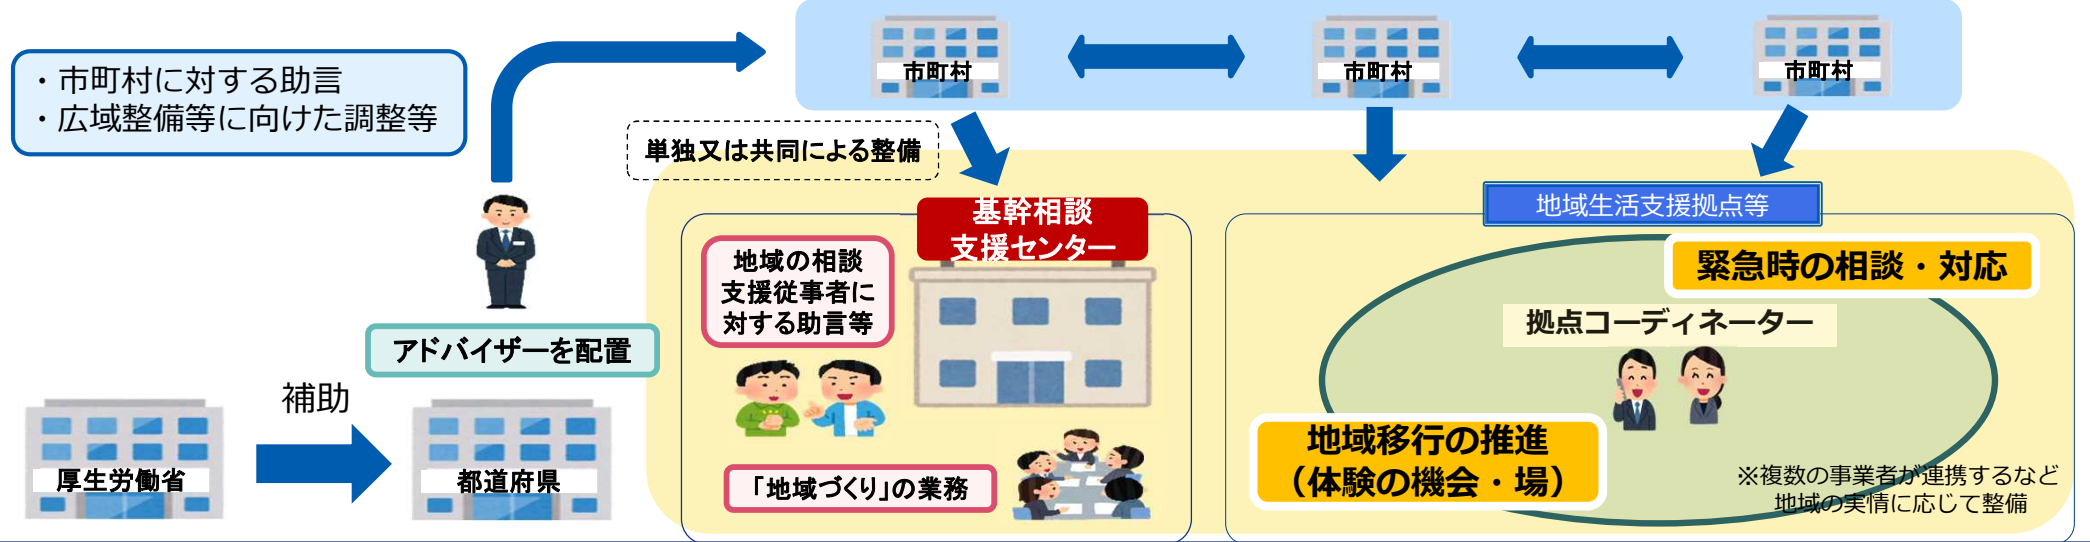 ・市町村に対する助言
・広域整備等に向けた調整等
市町村
市町村
市町村
単独又は共同による整備
アドバイザーを配置
補助
厚生労働省
都道府県
基幹相談
支援センター
地域の相談
支援従事者に
対する助言等
「地域づくり」の業務
地域生活支援拠点等
緊急時の相談・対応
拠点コーディネーター
地域移行の推進
（体験の機会・場）
※複数の事業者が連携するなど
地域の実情に応じて整備